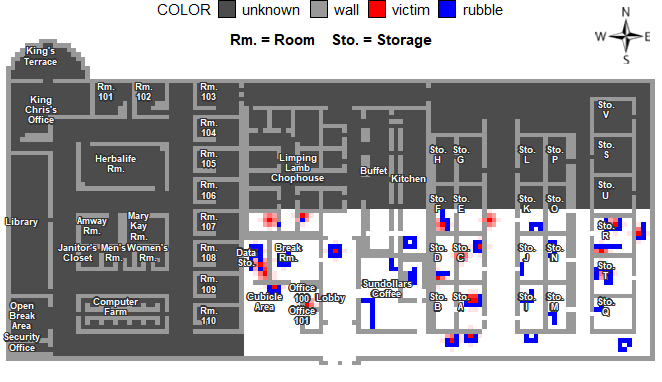 COLOR unknown wall victim rubble
Rm. = Room Sto. = Storage
N
W E
S
King's
Terrace
King
Chris's
Office
Rm.
101
Rm.
102
Rm.
103
Rm.
104
Rm.
105
Rm.
106
Rm.
107
Rm.
108
Rm.
109
Rm.
110
Herbalife
Rm.
Library
Amway
Rm.
Mary
Kay
Rm.
Janitor's
Closet
Men's
Rm.
Women's
Rm.
Open
Break
Area
Security
Office
Computer
Farm
Limping
Lamb
Chophouse
Buffet
Kitchen
Data
Sto.
Break
Rm.
Cubicle
Area
Office
100
Office
101
Lobby
Sundollars
Coffee
Sto.
H
Sto.
G
Sto.
F
Sto.
E
Sto.
D
Sto.
C
Sto.
B
Sto.
A
Sto.
L
Sto.
P
Sto.
K
Sto.
O
Sto.
J
Sto.
N
Sto.
I
Sto.
M
Sto.
V
Sto.
S
Sto.
U
Sto.
R
Sto.
T
Sto.
Q